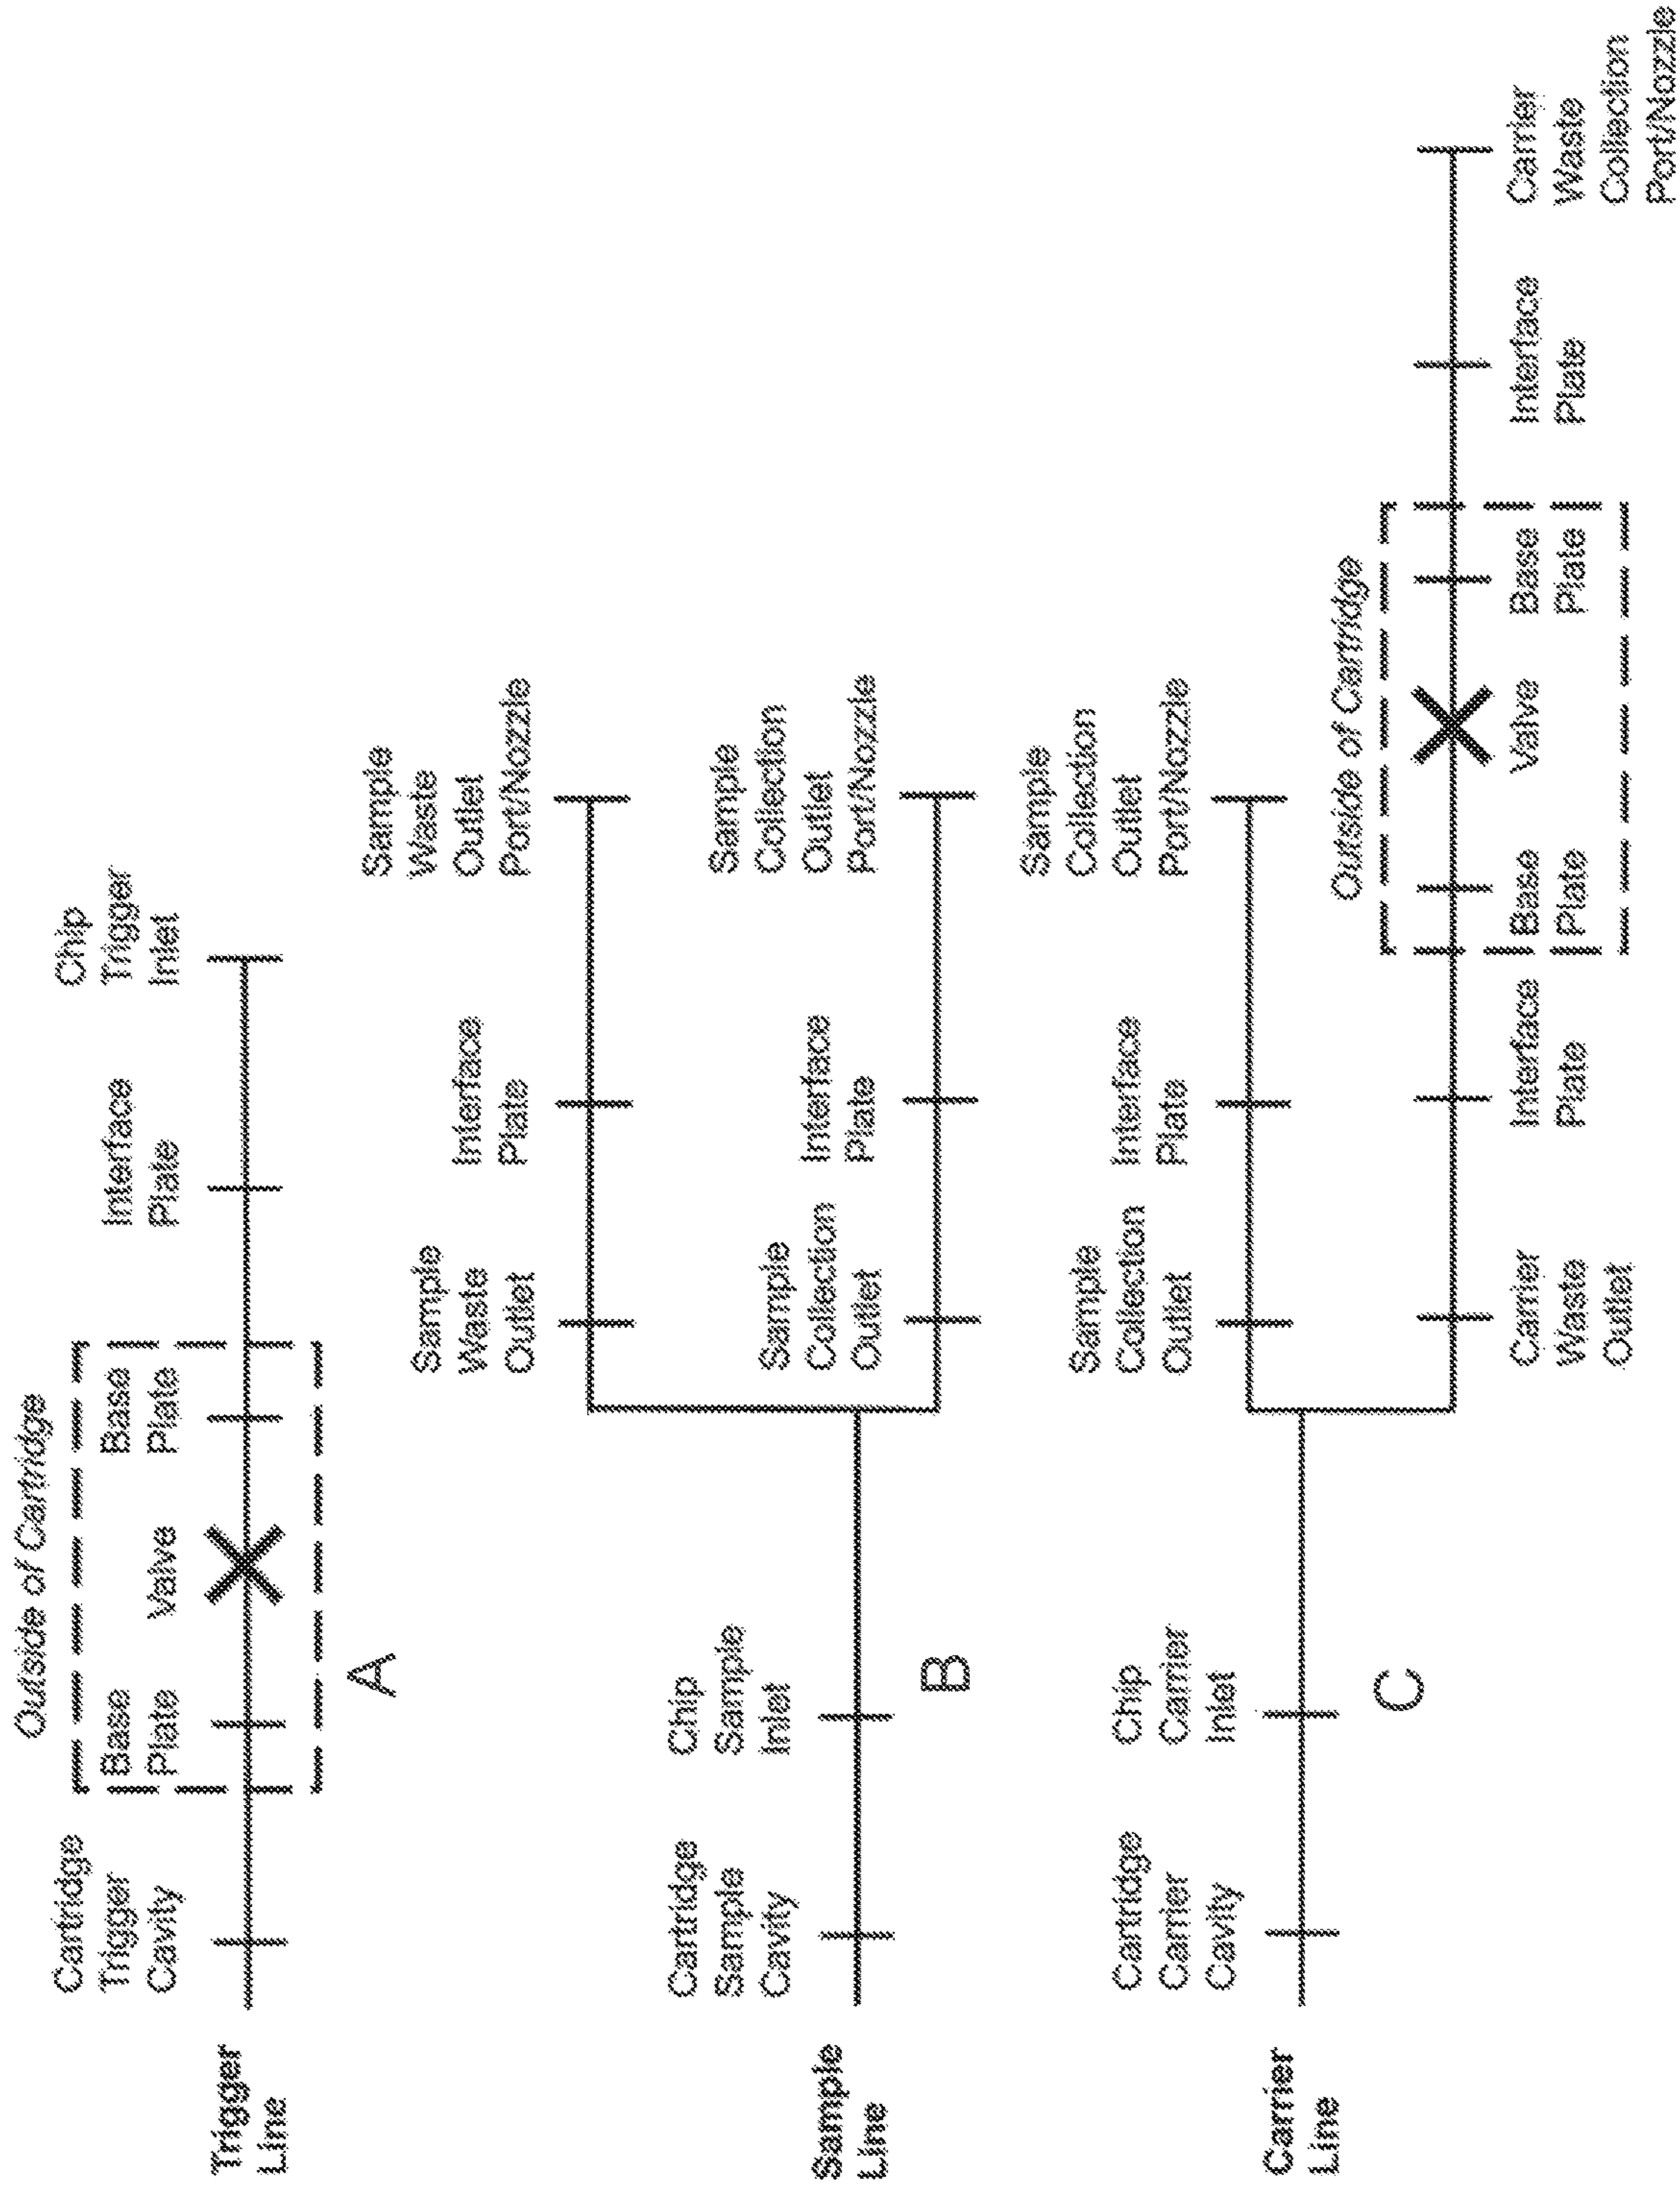 Outside of Cartridge
Trigger
Line
Cartridge
Trigger
Cavity
Base
Plate
Valve
Base
Plate
Interface
Plate
Chip
Trigger
Inlet
A
Sample
Line
Cartridge
Sample
Cavity
Chip
Sample
Inlet
Sample
Waste
Outlet
Interface
Plate
Sample
Waste
Outlet
Port/Nozzle
Sample
Collection
Outlet
Interface
Plate
Sample
Collection
Outlet
Port/Nozzle
B
Carrier
Line
Cartridge
Carrier
Cavity
Chip
Carrier
Inlet
Sample
Collection
Outlet
Interface
Plate
Sample
Collection
Outlet
Port/Nozzle
C
Outside of Cartridge
Carrier
Waste
Outlet
Interface
Plate
Base
Plate
Valve
Base
Plate
Interface
Plate
Carrier
Waste
Collection
Port/Nozzle